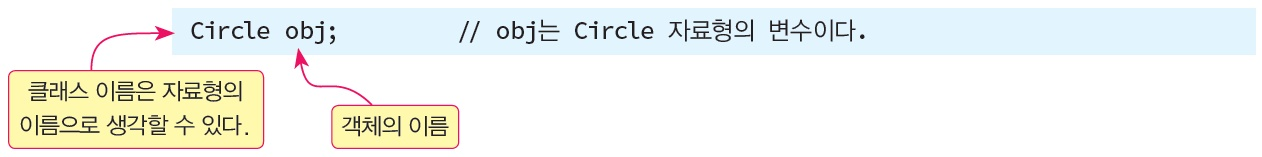 Circle obj; // obj는 Circle 자료형의 변수이다.
클래스 이름은 자료형의
이름으로 생각할 수 있다.
객체의 이름